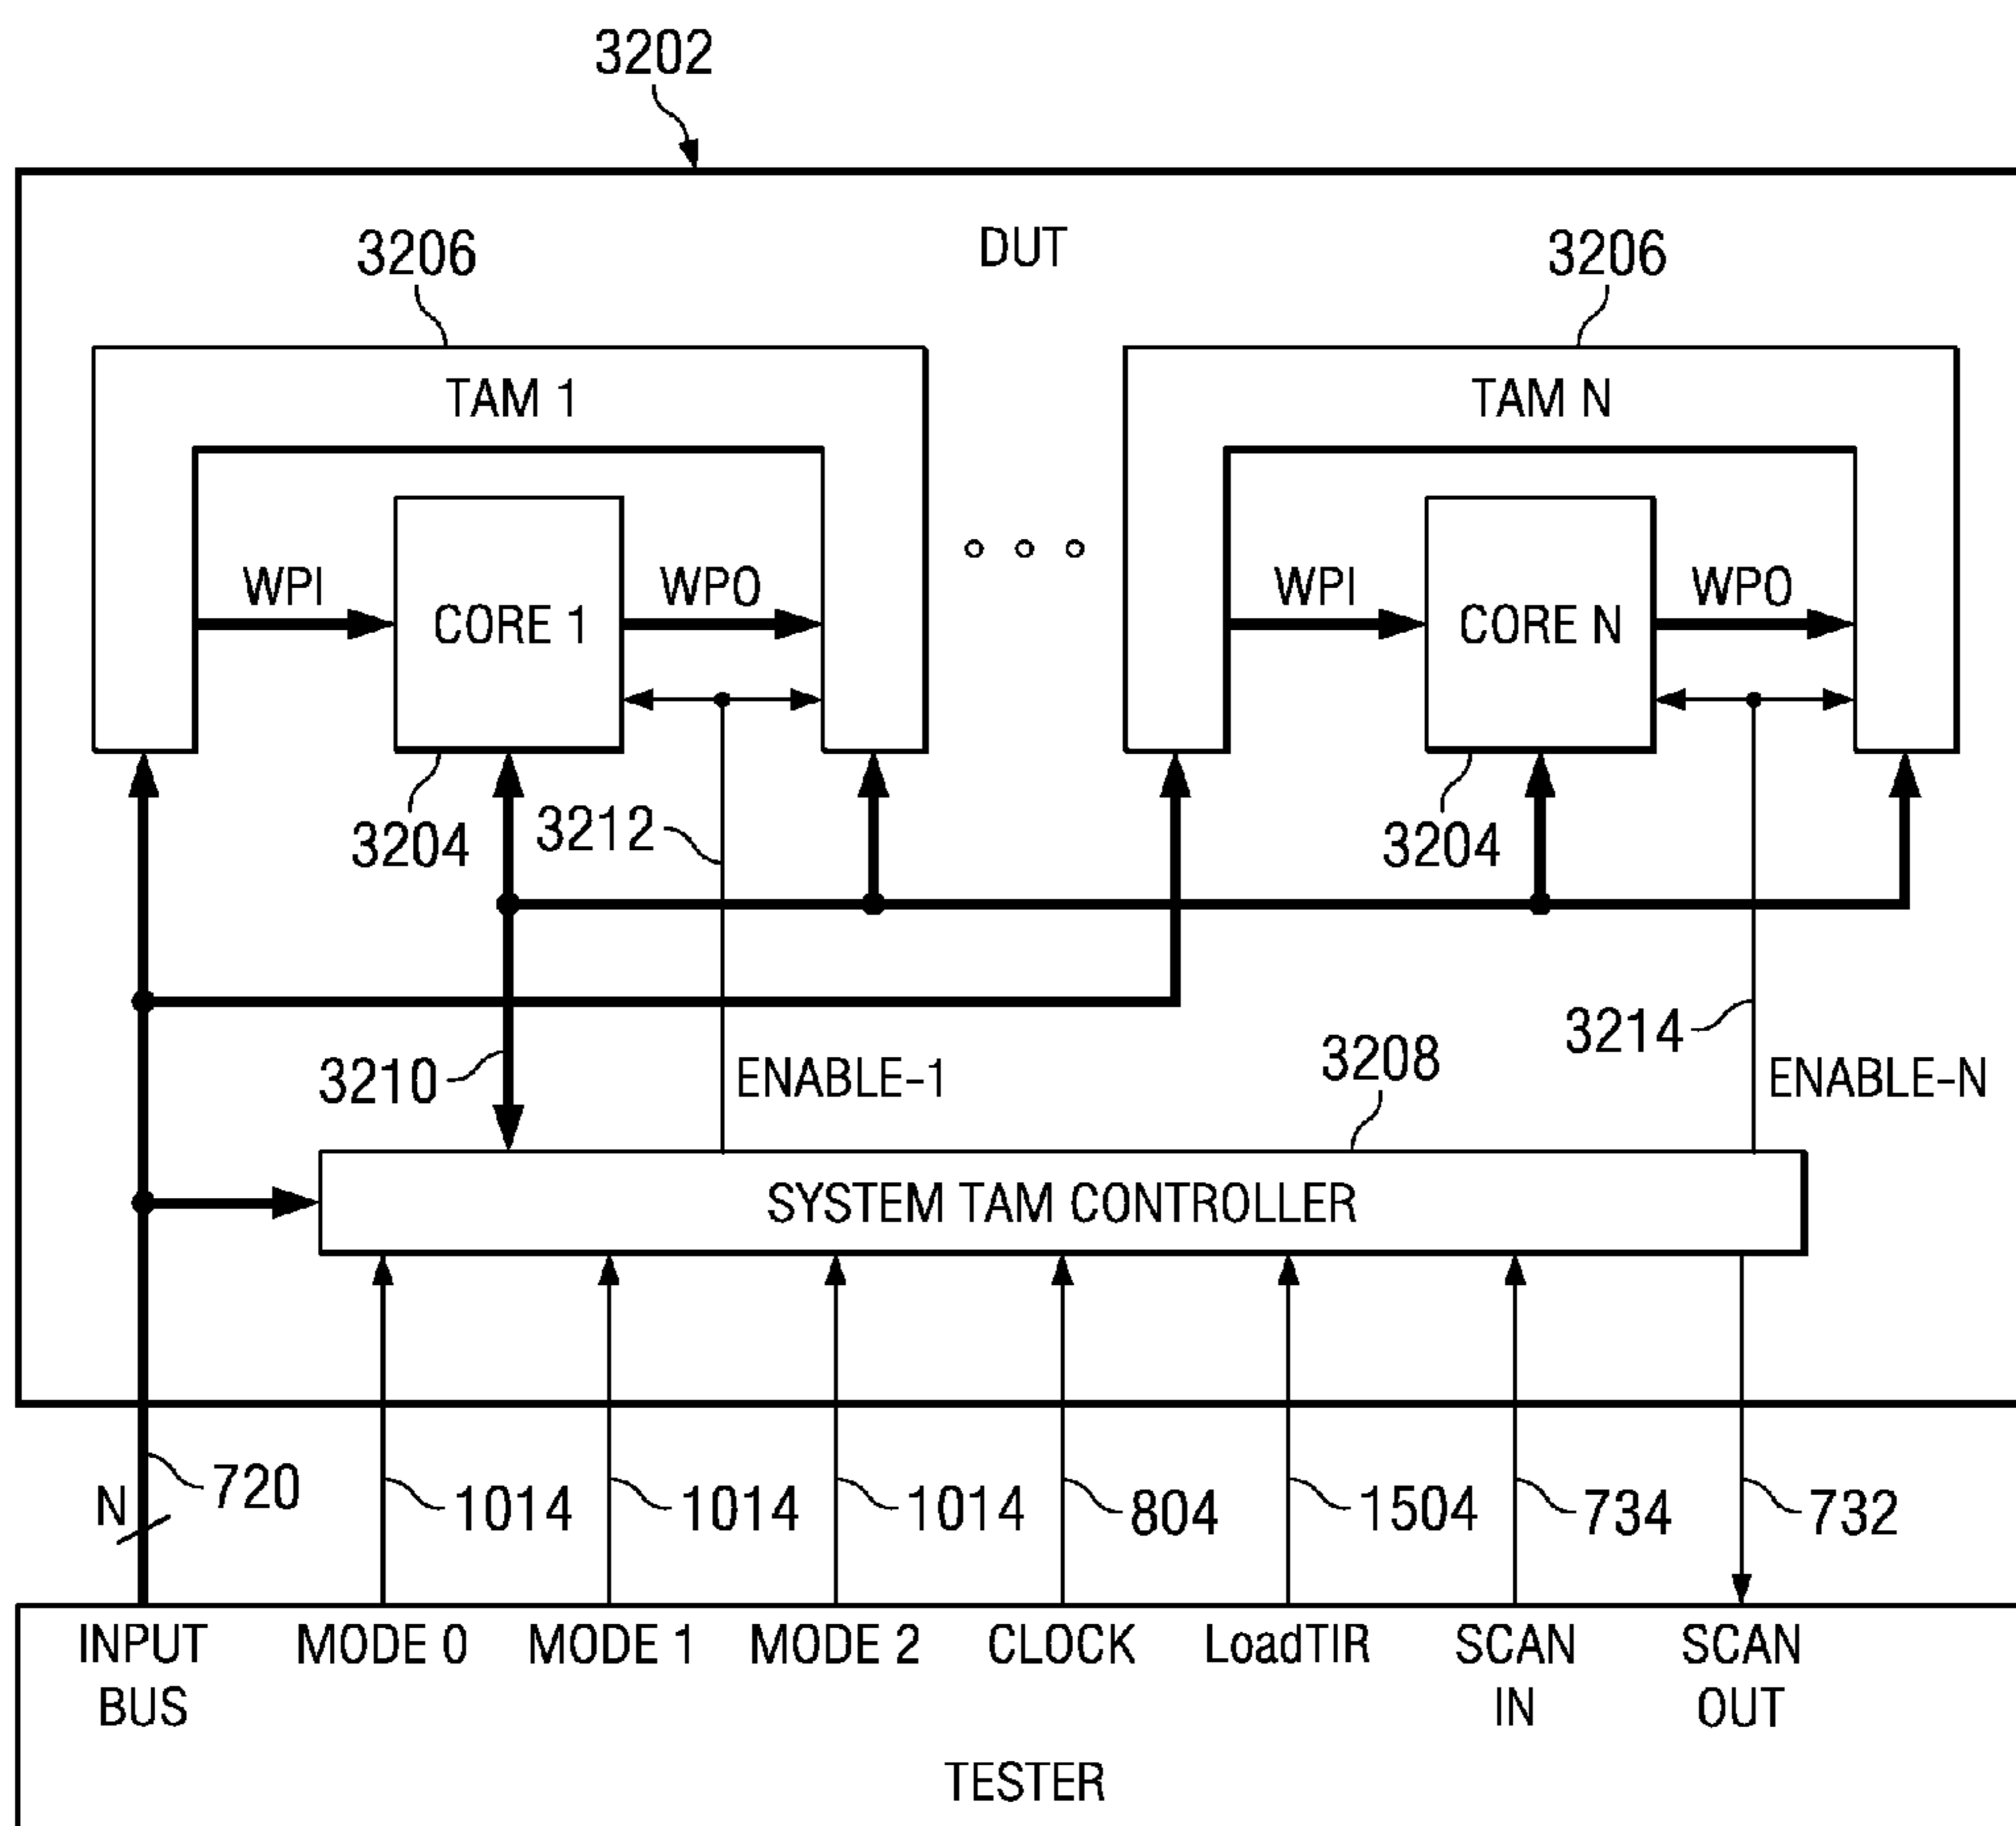 3202
DUT
3206
3206
TAM 1
TAM N
WPI
CORE 1
WPO
WPI
CORE N
WPO
3204
3212
3204
3210
ENABLE-1
3208
3214
ENABLE-N
SYSTEM TAM CONTROLLER
N
720
1014
1014
1014
804
1504
734
732
INPUT
BUS
MODE 0
MODE 1
MODE 2
CLOCK
LoadTIR
SCAN
IN
SCAN
OUT
TESTER